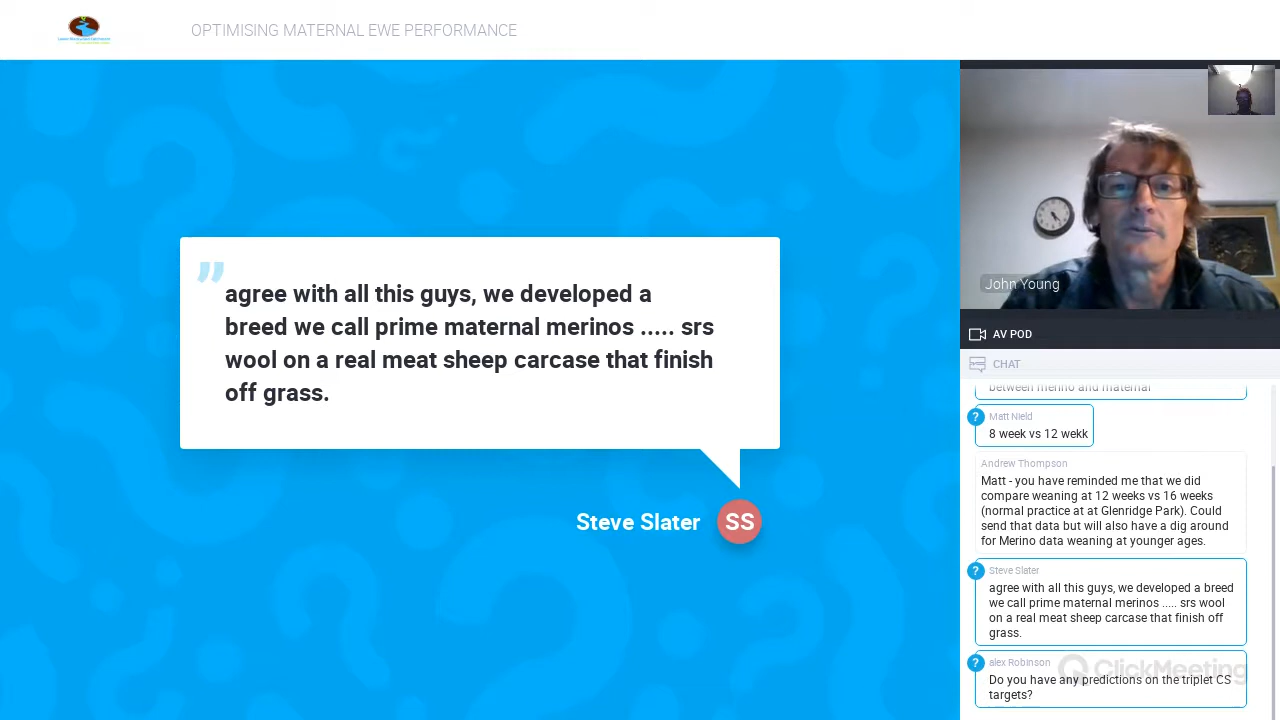 OPTIMISING MATERNAL EWE PERFORMANCE
agree with all this guys, we developed a
breed we call prime maternal merinos ..... srs
wool on a real meat sheep carcase that finish
off grass.
Steve Slater
SS
John Young
AV POD
CHAT
between merino and maternal
?
Matt Nield
8 week vs 12 wekk
Andrew Thompson
Matt - you have reminded me that we did
compare weaning at 12 weeks vs 16 weeks
(normal practice at at Glenridge Park). Could
send that data but will also have a dig around
for Merino data weaning at younger ages.
?
Steve Slater
agree with all this guys, we developed a breed
we call prime maternal merinos ..... srs wool
on a real meat sheep carcase that finish off
grass.
?
alex Robinson
ClickMeeting
Do you have any predictions on the triplet CS
targets?